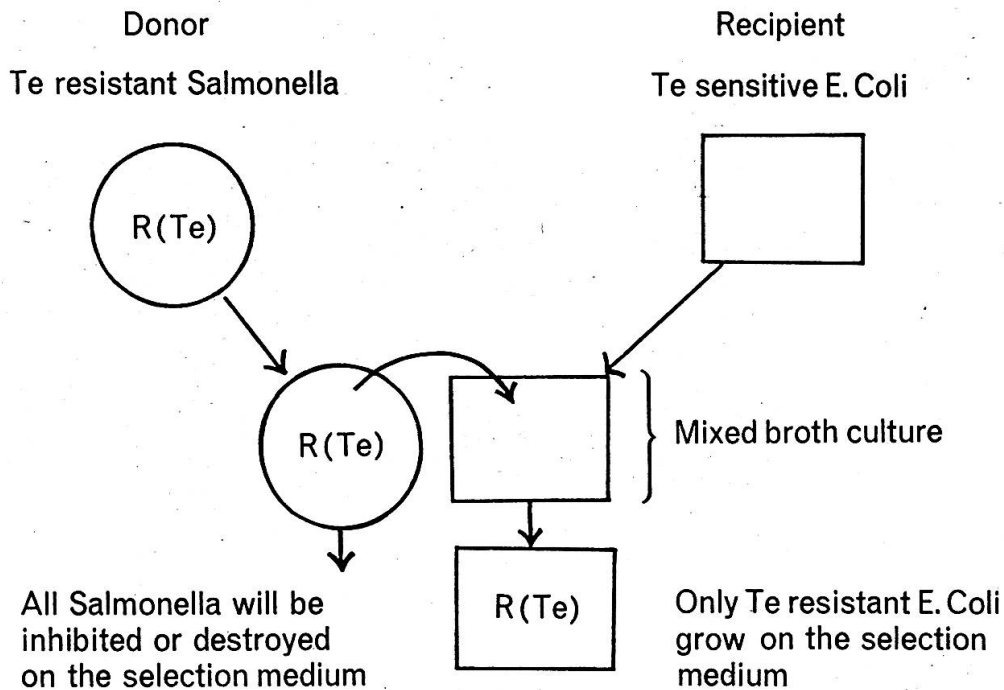 Donor
Recipient
Te resistant Salmonella
Te sensitive E. Coli
R(Te)
R(Te)
Mixed broth culture
R(Te)
All Salmonella will be
inhibited or destroyed
on the selection medium
Only Te resistant E. Coli
grow on the selection
medium